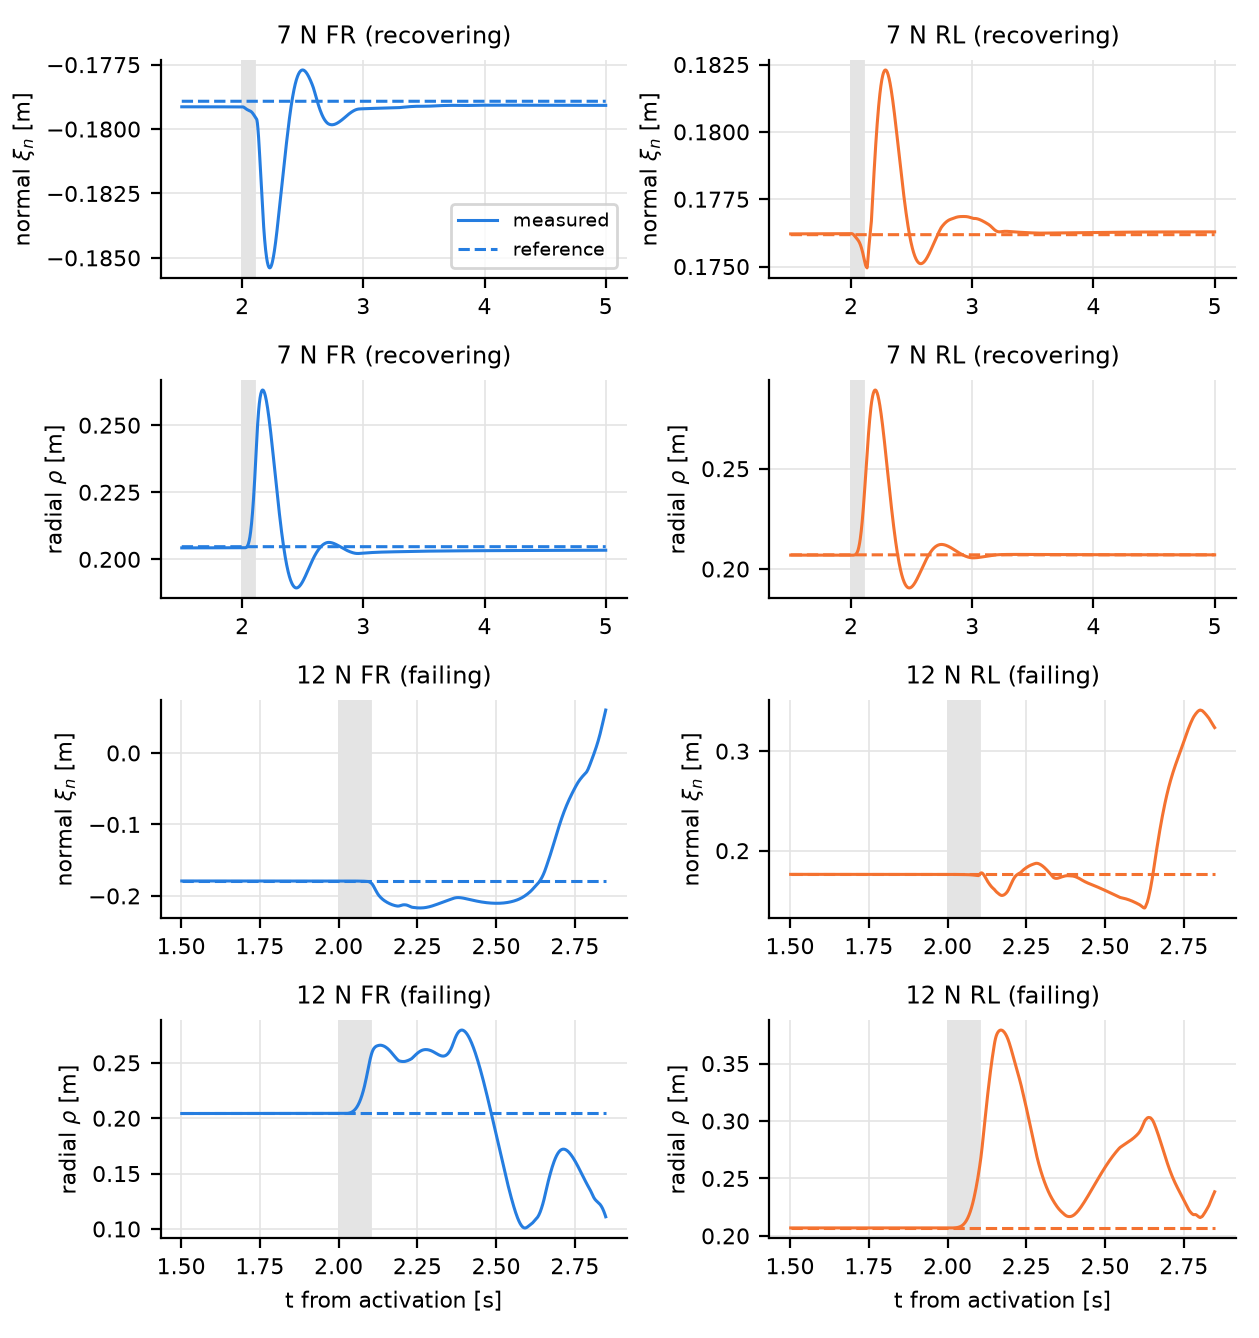 7 N FR (recovering)
normal ξn [m]
−0.1775
−0.1800
−0.1825
−0.1850
measured
reference
2 3 4 5
7 N RL (recovering)
normal ξn [m]
0.1825
0.1800
0.1775
0.1750
2 3 4 5
7 N FR (recovering)
radial ρ [m]
0.250
0.225
0.200
2 3 4 5
7 N RL (recovering)
radial ρ [m]
0.25
0.20
2 3 4 5
12 N FR (failing)
normal ξn [m]
0.0
−0.1
−0.2
1.50 1.75 2.00 2.25 2.50 2.75
12 N RL (failing)
normal ξn [m]
0.3
0.2
1.50 1.75 2.00 2.25 2.50 2.75
12 N FR (failing)
radial ρ [m]
0.25
0.20
0.15
0.10
1.50 1.75 2.00 2.25 2.50 2.75
t from activation [s]
12 N RL (failing)
radial ρ [m]
0.35
0.30
0.25
0.20
1.50 1.75 2.00 2.25 2.50 2.75
t from activation [s]